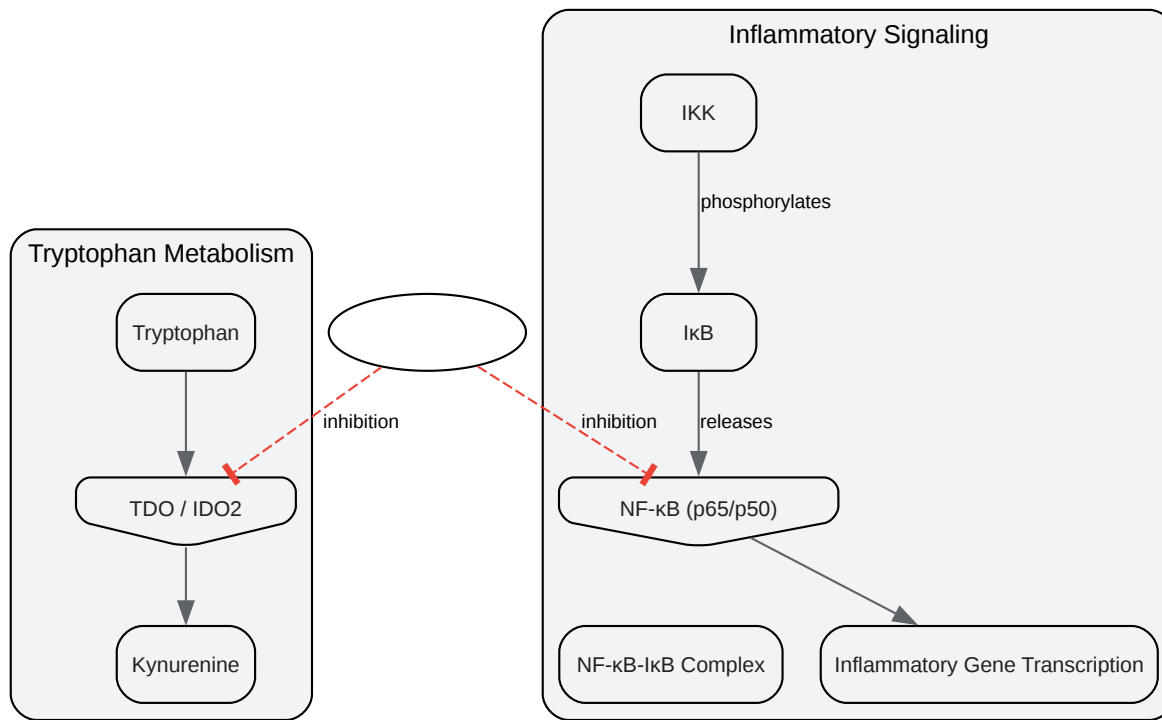 Inflammatory Signaling
IKK
phosphorylates
Tryptophan Metabolism
Tryptophan
IκB
inhibition
inhibition
releases
TDO / IDO2
NF-κB (p65/p50)
Kynurenine
NF-κB-IκB Complex
Inflammatory Gene Transcription